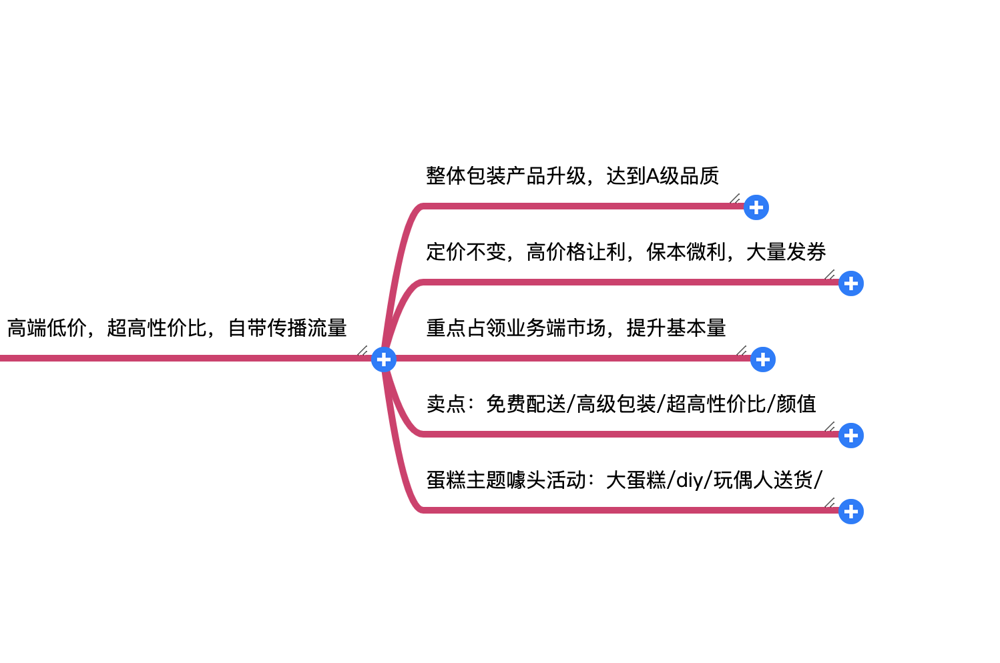 高端低价，超高性价比，自带传播流量
整体包装产品升级，达到A级品质
定价不变，高价格让利，保本微利，大量发券
重点占领业务端市场，提升基本量
卖点：免费配送/高级包装/超高性价比/颜值
蛋糕主题噱头活动：大蛋糕/diy/玩偶人送货/